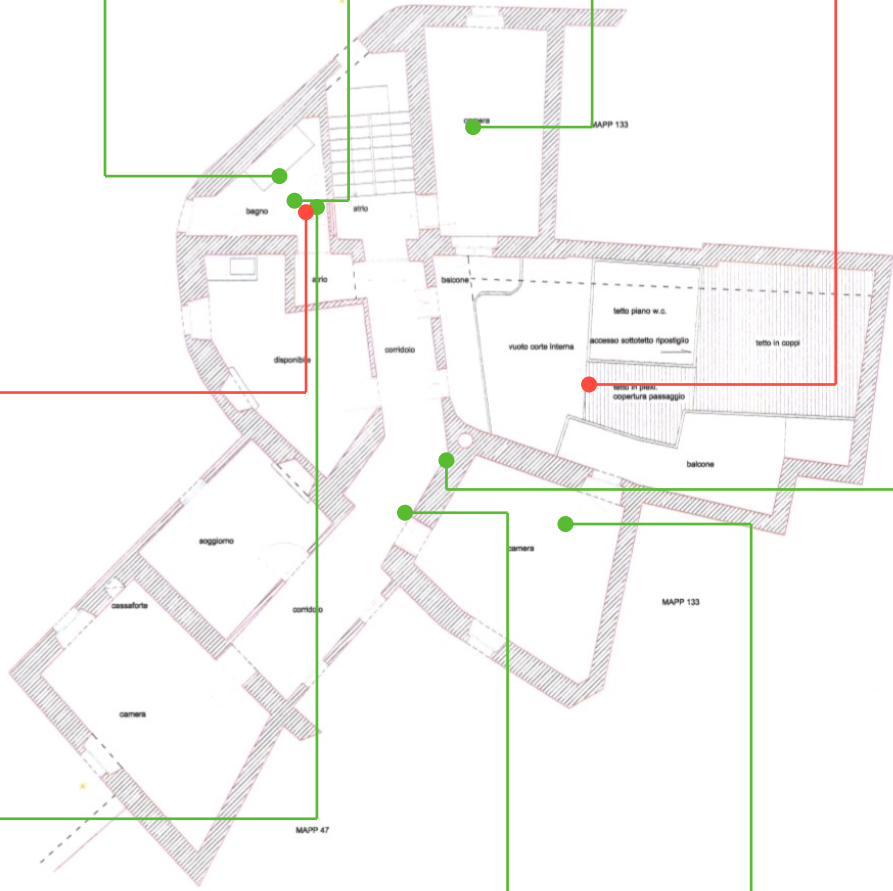 camera
MAPP 133
bagno
atrio
atrio
balcone
tetto piano w.c.
corridoio
vuoto corte interna
accesso sottotetto ripostiglio
tetto in coppi
disponibile
tetto in plexi.
copertura passaggio
balcone
soggiorno
camera
cassaforte
corridoio
MAPP 133
camera
MAPP 47